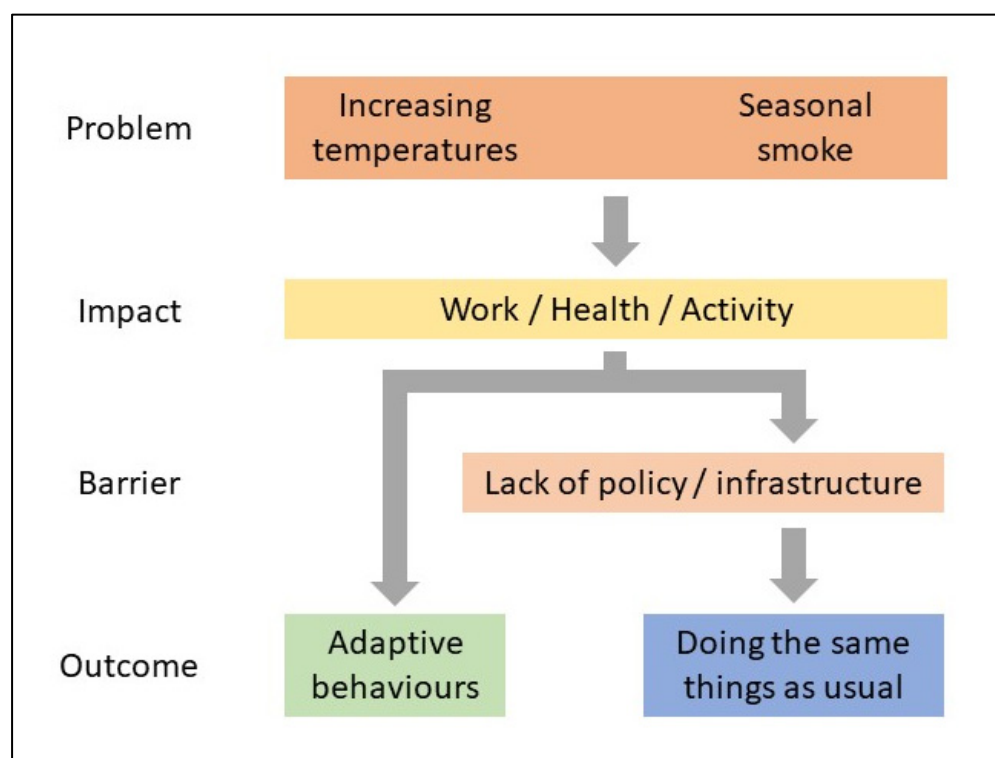 Problem
Increasing
temperatures
Seasonal
smoke
Impact
Work / Health / Activity
Barrier
Lack of policy / infrastructure
Outcome
Adaptive
behaviours
Doing the same
things as usual